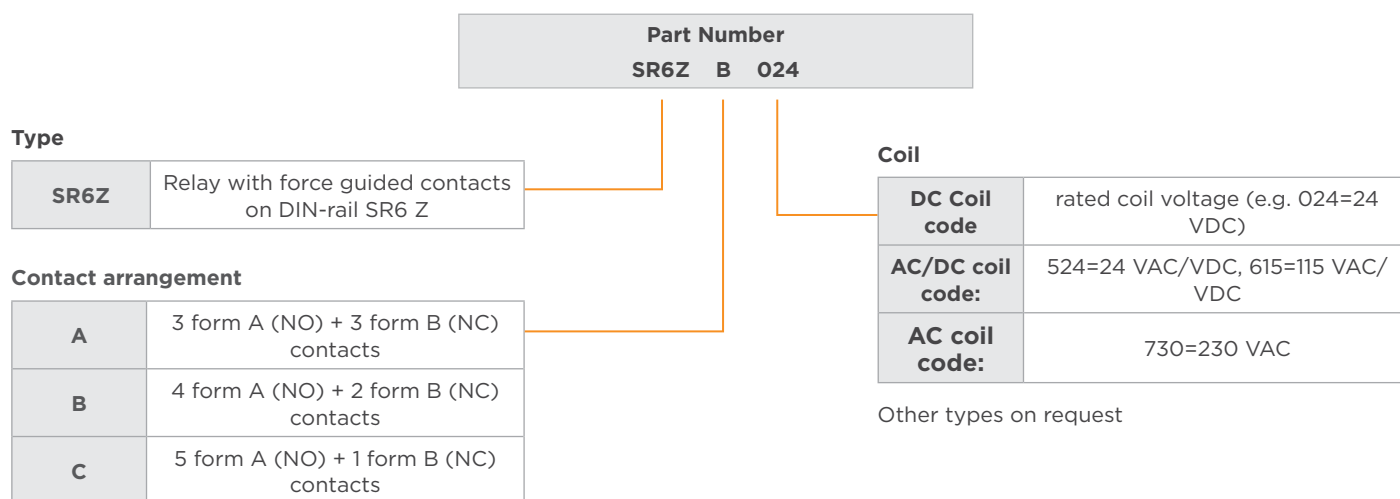 Part Number
SR6Z B 024
Type
SR6Z
Relay with force guided contacts
on DIN-rail SR6 Z
Contact arrangement
A
3 form A (NO) + 3 form B (NC)
contacts
B
4 form A (NO) + 2 form B (NC)
contacts
C
5 form A (NO) + 1 form B (NC)
contacts
Coil
DC Coil
code
rated coil voltage (e.g. 024=24
VDC)
AC/DC coil
code:
524=24 VAC/VDC, 615=115 VAC/
VDC
AC coil
code:
730=230 VAC
Other types on request